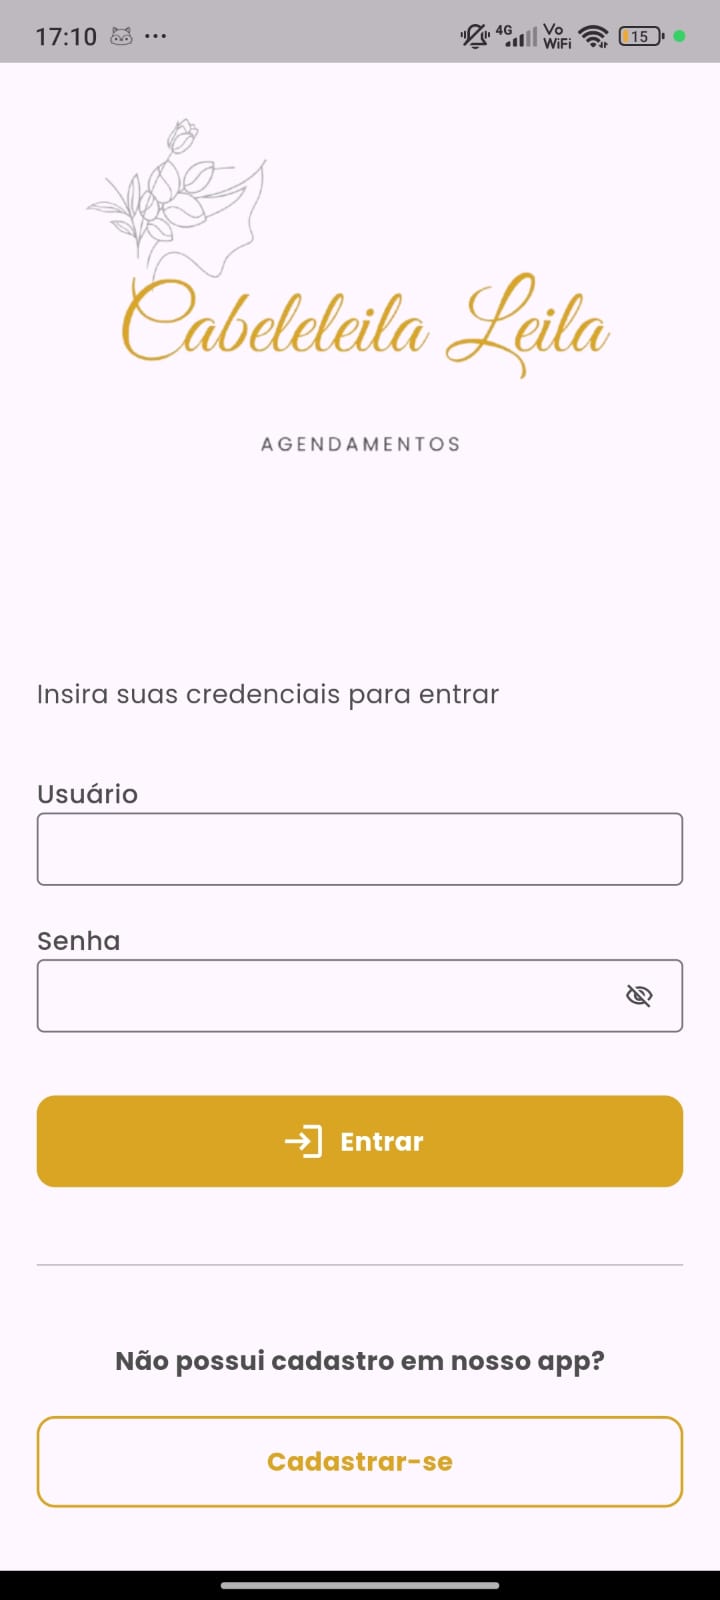 17:10
4G
Vo
WiFi
15
Cabeleleila Leila
AGENDAMENTOS
Insira suas credenciais para entrar
Usuário
Senha
Entrar
Não possui cadastro em nosso app?
Cadastrar-se